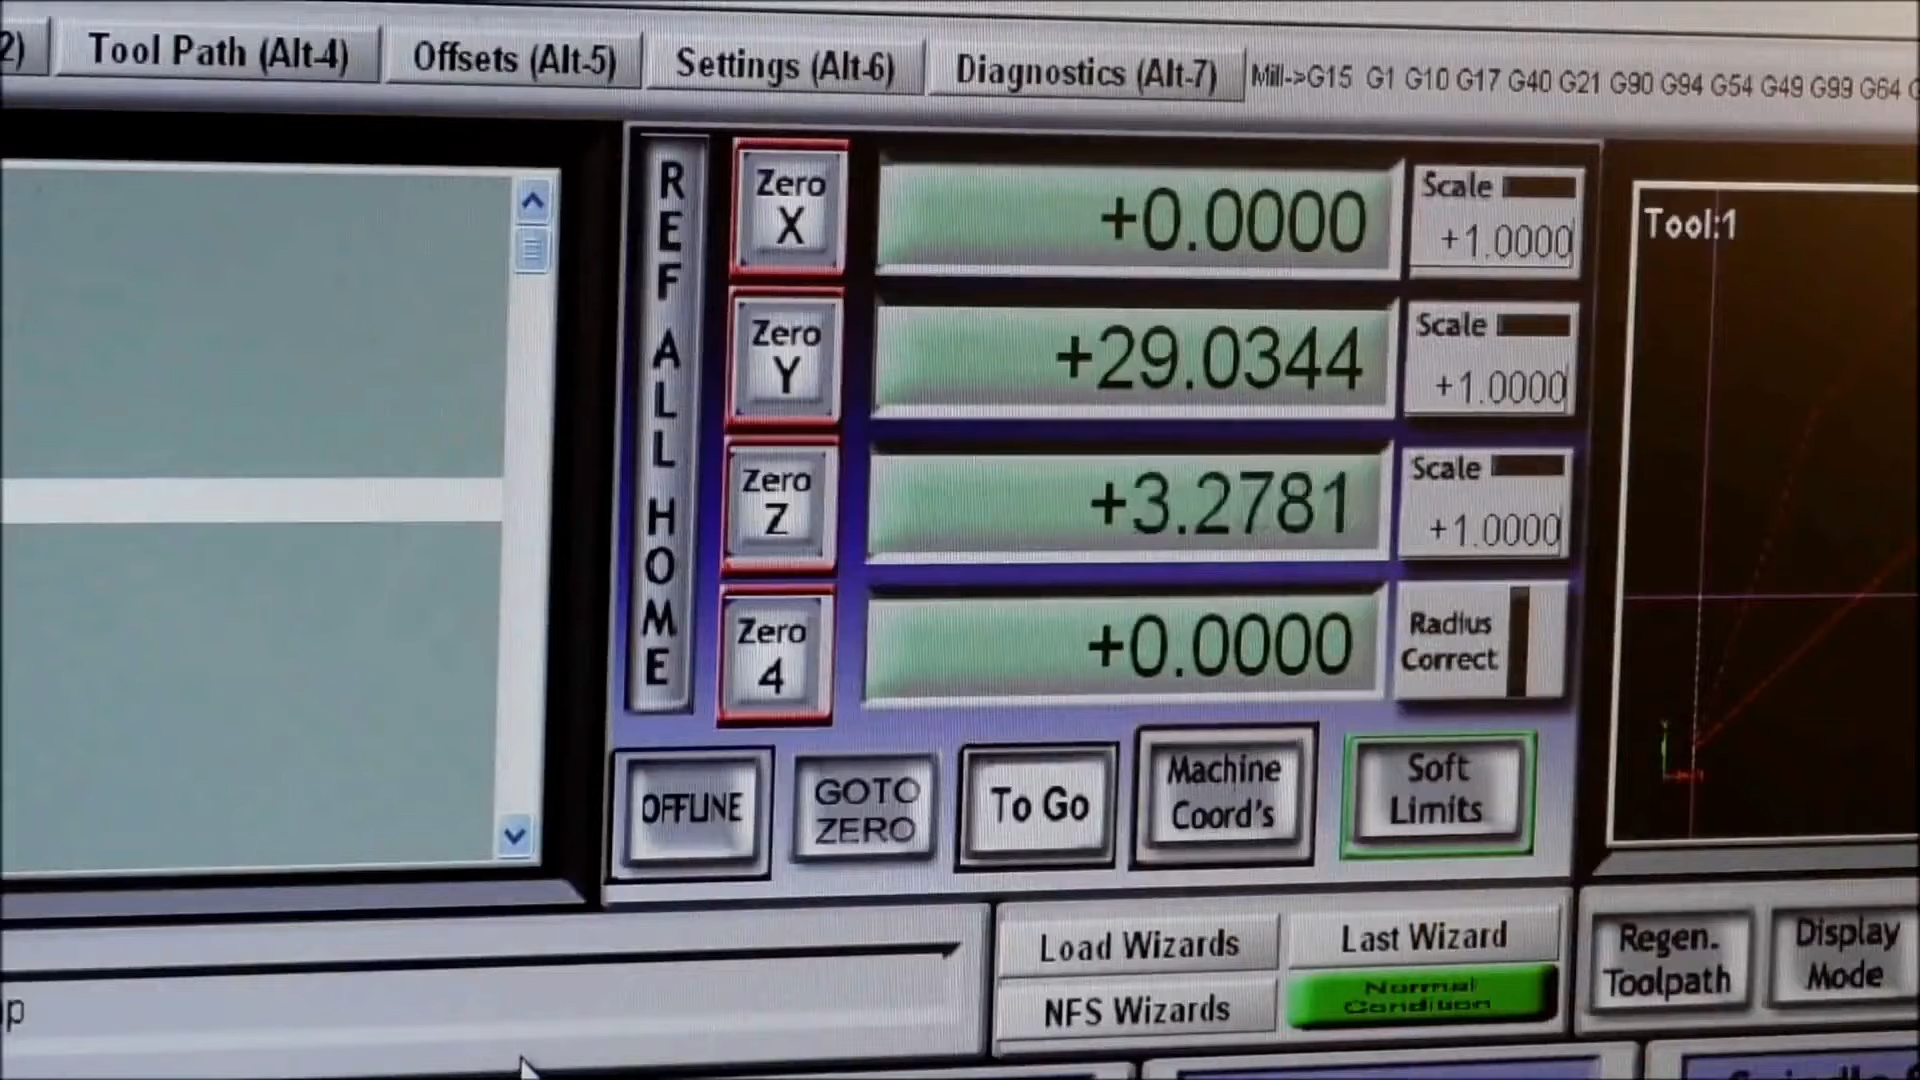 2)
Tool Path (Alt-4)
Offsets (Alt-5)
Settings (Alt-6)
Diagnostics (Alt-7)
Mill->G15 G1 G10 G17 G40 G21 G90 G94 G54 G49 G99 G64 G
REF ALL HOME
Zero
X
+0.0000
Scale
+1.0000
Zero
Y
+29.0344
Scale
+1.0000
Zero
Z
+3.2781
Scale
+1.0000
Zero
4
+0.0000
Radius
Correct
Tool:1
OFFLINE
GOTO
ZERO
To Go
Machine
Coord's
Soft
Limits
Load Wizards
Last Wizard
NFS Wizards
Normal
Condition
Regen.
Toolpath
Display
Mode
p